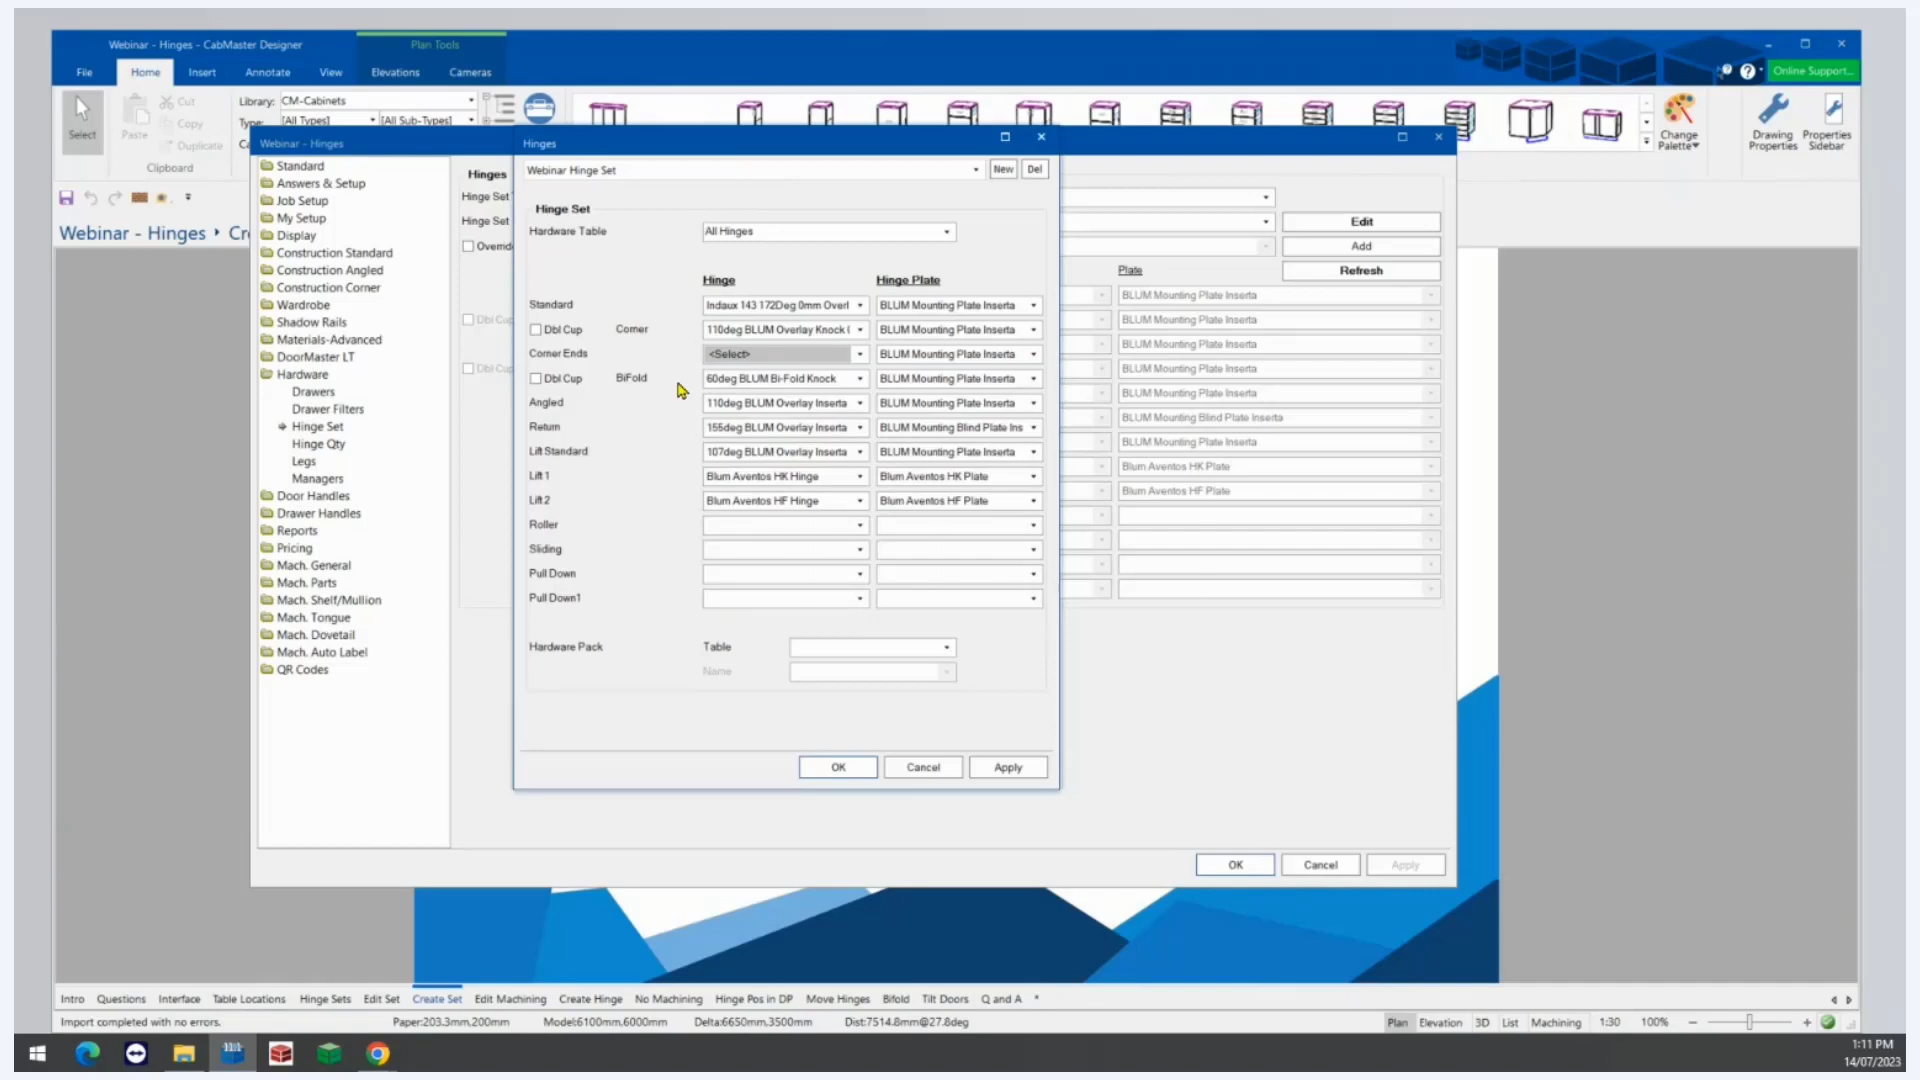 Webinar - Hinges - CabMaster Designer
Plan Tools
File
Home
Insert
Annotate
View
Elevations
Cameras
Online Support...
Select
Paste
Cut
Copy
Duplicate
Clipboard
Library:
CM-Cabinets
Type:
[All Types]
[All Sub-Types]
Change
Palette
Drawing
Properties
Properties
Sidebar
Webinar - Hinges
Webinar - Hinges
Standard
Answers & Setup
Job Setup
My Setup
Display
Construction Standard
Construction Angled
Construction Corner
Wardrobe
Shadow Rails
Materials-Advanced
DoorMaster LT
Hardware
Drawers
Drawer Filters
Hinge Set
Hinge Qty
Legs
Managers
Door Handles
Drawer Handles
Reports
Pricing
Mach. General
Mach. Parts
Mach. Shelf/Mullion
Mach. Tongue
Mach. Dovetail
Mach. Auto Label
QR Codes
Hinges
Hinge Set
Hinge Set
Dbl Cup
Dbl Cup
Hinges
Webinar Hinge Set
New
Del
Hinge Set
Hardware Table
All Hinges
Hinge
Hinge Plate
Standard
Indaux 143 172Deg 0mm Overl
BLUM Mounting Plate Inserta
Dbl Cup
Corner
110deg BLUM Overlay Knock
BLUM Mounting Plate Inserta
Corner Ends
<Select>
BLUM Mounting Plate Inserta
Dbl Cup
BiFold
60deg BLUM Bi-Fold Knock
BLUM Mounting Plate Inserta
Angled
110deg BLUM Overlay Inserta
BLUM Mounting Plate Inserta
Return
155deg BLUM Overlay Inserta
BLUM Mounting Blind Plate Ins
Lift Standard
107deg BLUM Overlay Inserta
BLUM Mounting Plate Inserta
Lift 1
Blum Aventos HK Hinge
Blum Aventos HK Plate
Lift 2
Blum Aventos HF Hinge
Blum Aventos HF Plate
Roller
Sliding
Pull Down
Pull Down1
Hardware Pack
Table
Name
OK
Cancel
Apply
Edit
Add
Refresh
Plate
BLUM Mounting Plate Inserta
BLUM Mounting Plate Inserta
BLUM Mounting Plate Inserta
BLUM Mounting Plate Inserta
BLUM Mounting Plate Inserta
BLUM Mounting Blind Plate Inserta
BLUM Mounting Plate Inserta
Blum Aventos HK Plate
Blum Aventos HF Plate
OK
Cancel
Apply
Intro
Questions
Interface
Table Locations
Hinge Sets
Edit Set
Create Set
Edit Machining
Create Hinge
No Machining
Hinge Pos in DP
Move Hinges
Bifold
Tilt Doors
Q and A
*
Import completed with no errors.
Paper:203.3mm,200mm
Model:6100mm,6000mm
Delta:6650mm,3500mm
Dist:7514.8mm@27.8deg
Plan
Elevation
3D
List
Machining
1:30
100%
1:11 PM
14/07/2023